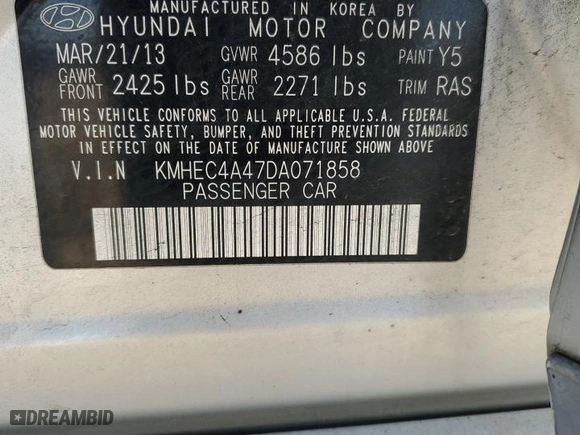 MANUFACTURED IN KOREA BY
HYUNDAI MOTOR COMPANY
MAR/21/13 GVWR 4586 lbs PAINT Y5
GAWR FRONT 2425 lbs GAWR REAR 2271 lbs TRIM RAS
THIS VEHICLE CONFORMS TO ALL APPLICABLE U.S.A. FEDERAL
MOTOR VEHICLE SAFETY, BUMPER, AND THEFT PREVENTION STANDARDS
IN EFFECT ON THE DATE OF MANUFACTURE SHOWN ABOVE
V.I.N KMHEC4A47DA071858
PASSENGER CAR
DREAMBID